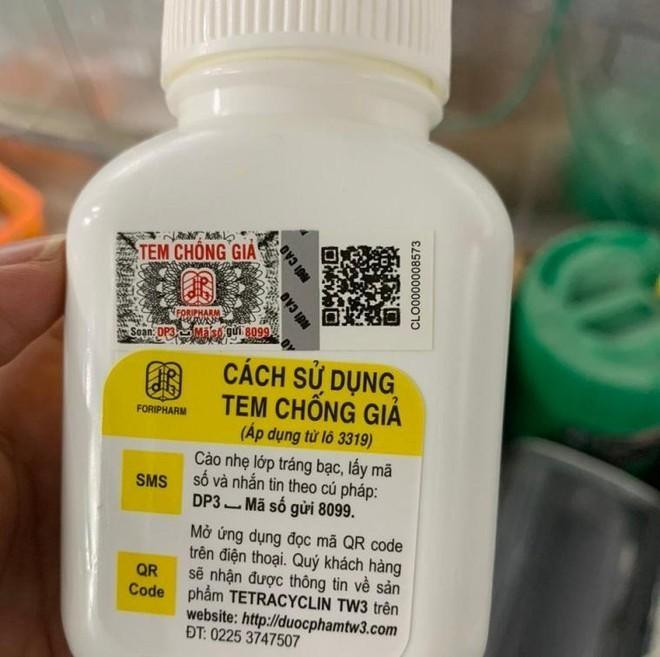 TEM CHỐNG GIẢ
FORIPHARM
Soạn: DP3 ⎵ Mã số gửi 8099
CLO00000008573
FORIPHARM
CÁCH SỬ DỤNG
TEM CHỐNG GIẢ
(Áp dụng từ lô 3319)
SMS
Cào nhẹ lớp tráng bạc, lấy mã
số và nhắn tin theo cú pháp:
DP3 ⎵ Mã số gửi 8099.
QR
Code
Mở ứng dụng đọc mã QR code
trên điện thoại. Quý khách hàng
sẽ nhận được thông tin về sản
phẩm TETRACYCLIN TW3 trên
website: http://duocphamtw3.com
ĐT: 0225 3747507